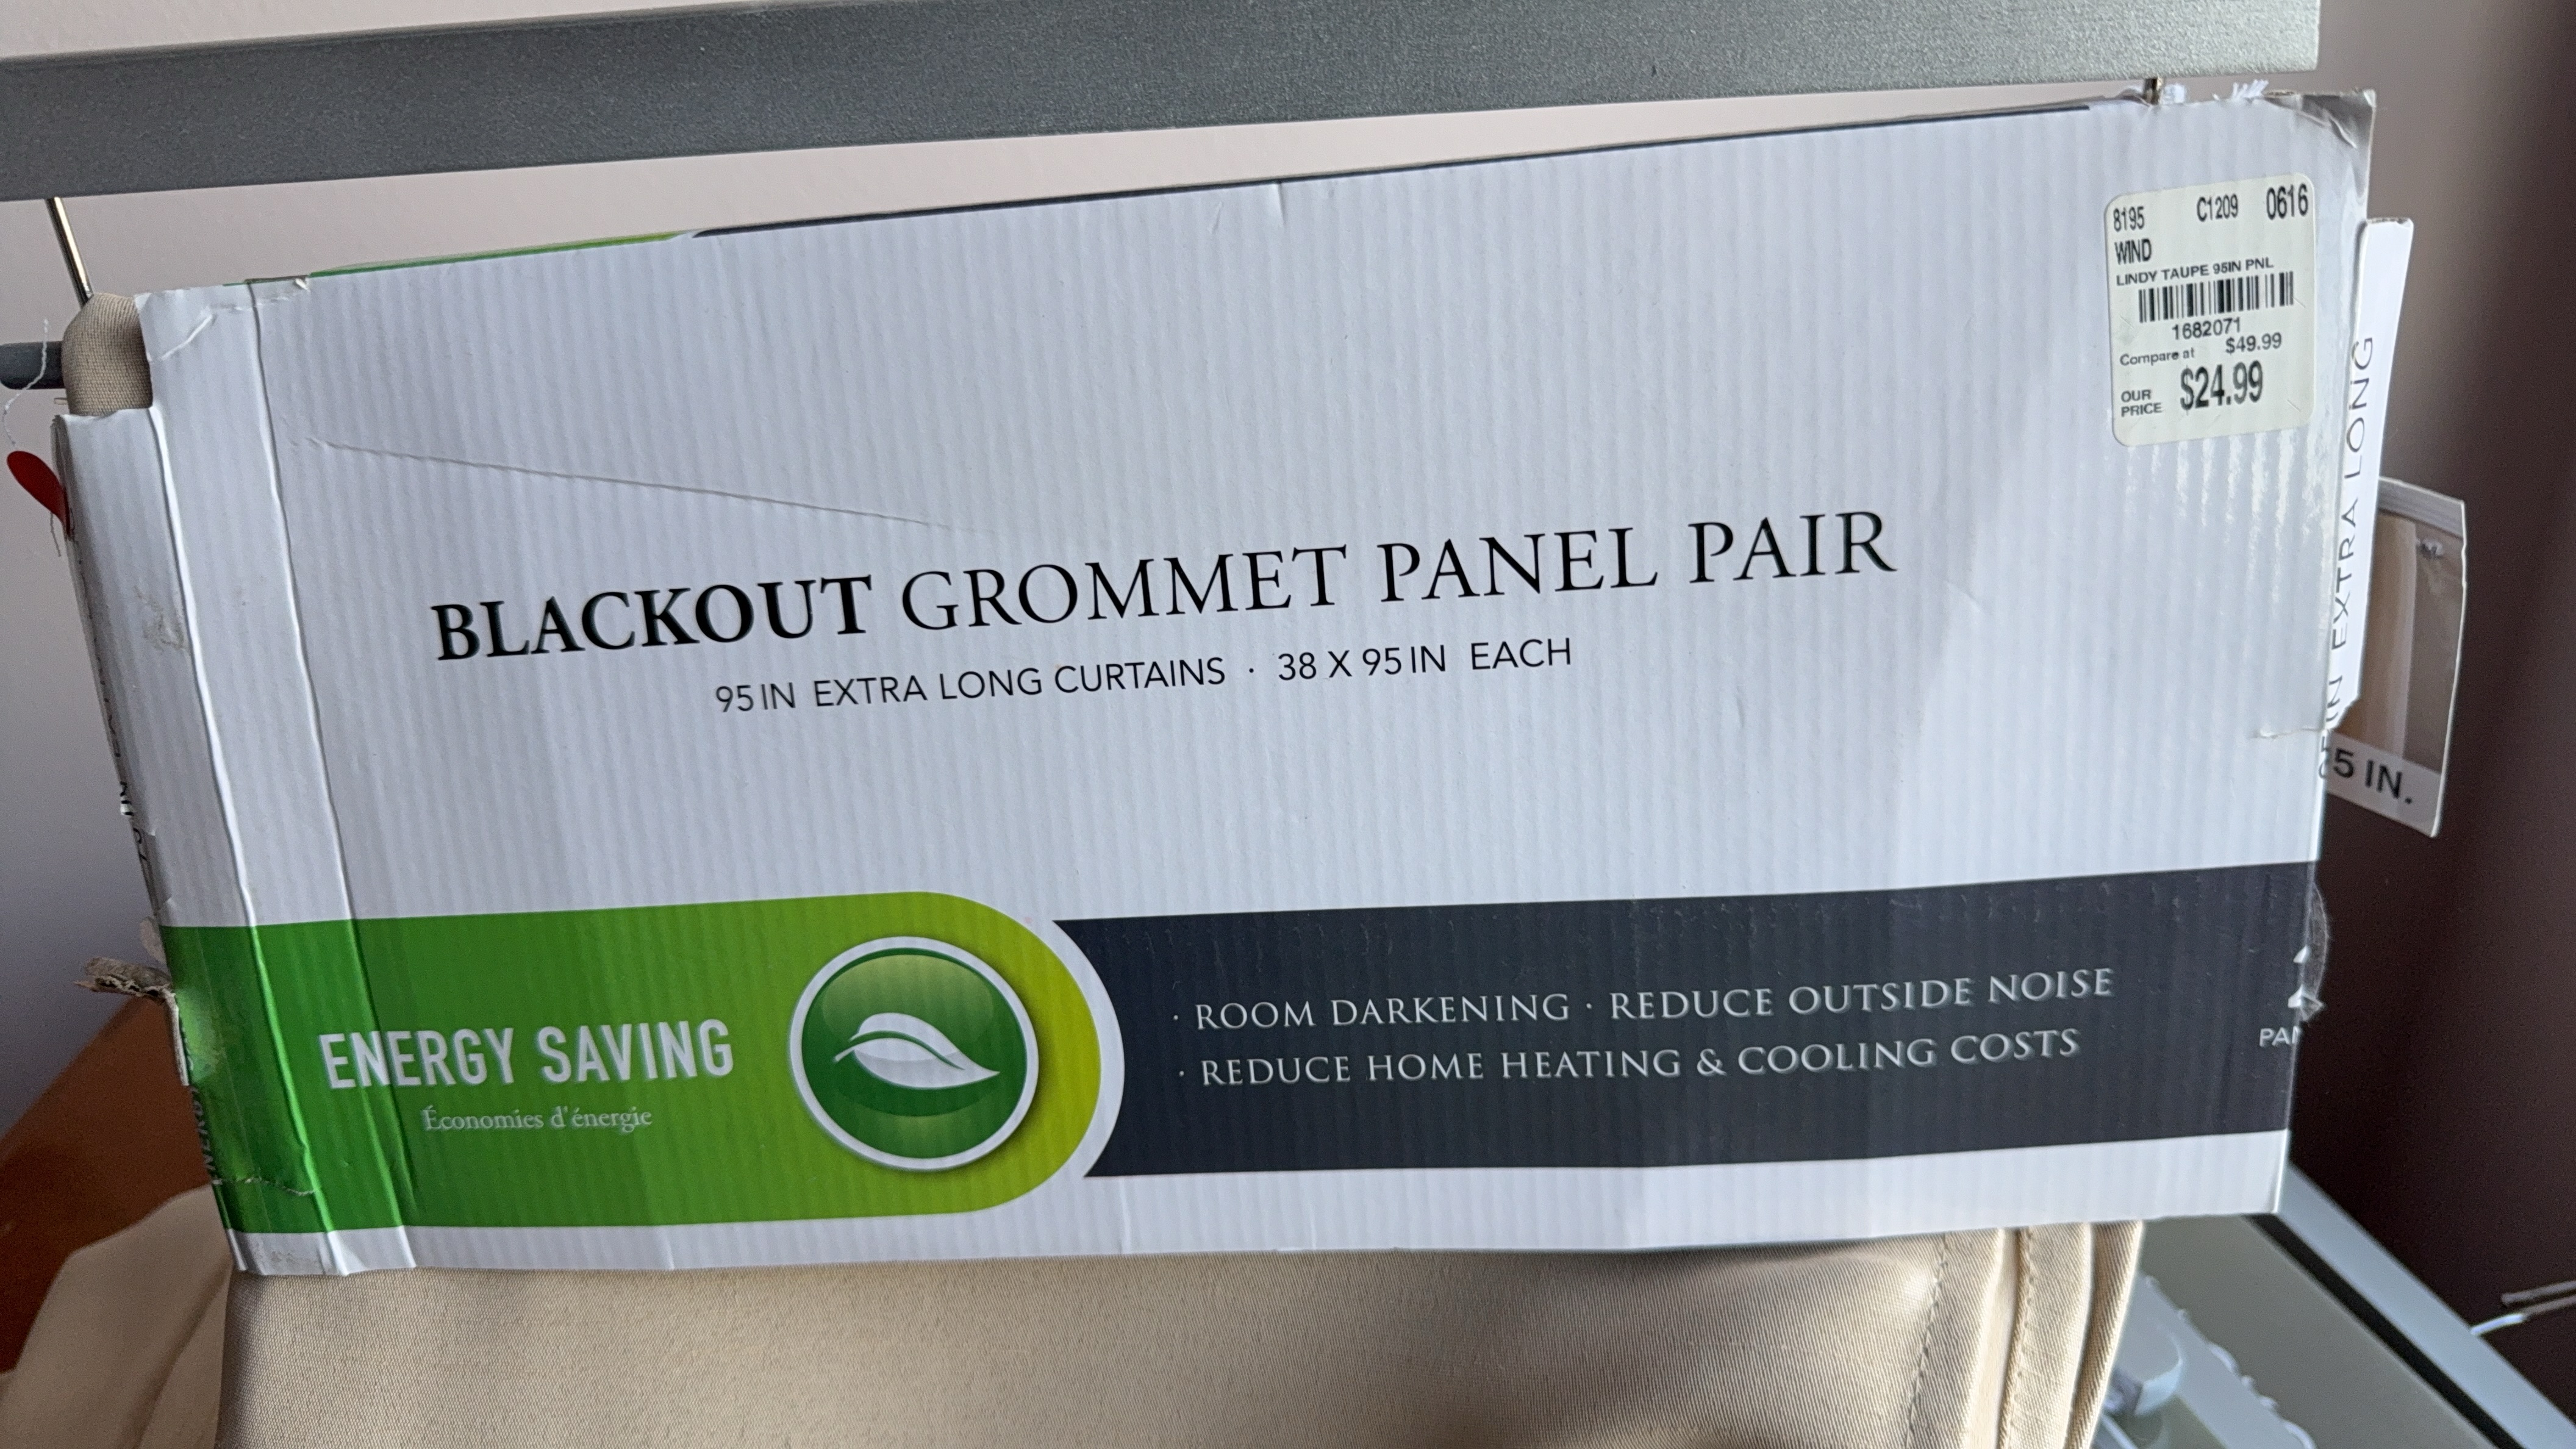 8195 C1209 0616
WIND
LINDY TAUPE 95IN PNL
1682071
Compare at $49.99
OUR PRICE $24.99
BLACKOUT GROMMET PANEL PAIR
95 IN EXTRA LONG CURTAINS · 38 X 95 IN EACH
IN EXTRA LONG
5 IN.
ENERGY SAVING
Économies d'énergie
· ROOM DARKENING · REDUCE OUTSIDE NOISE
· REDUCE HOME HEATING & COOLING COSTS